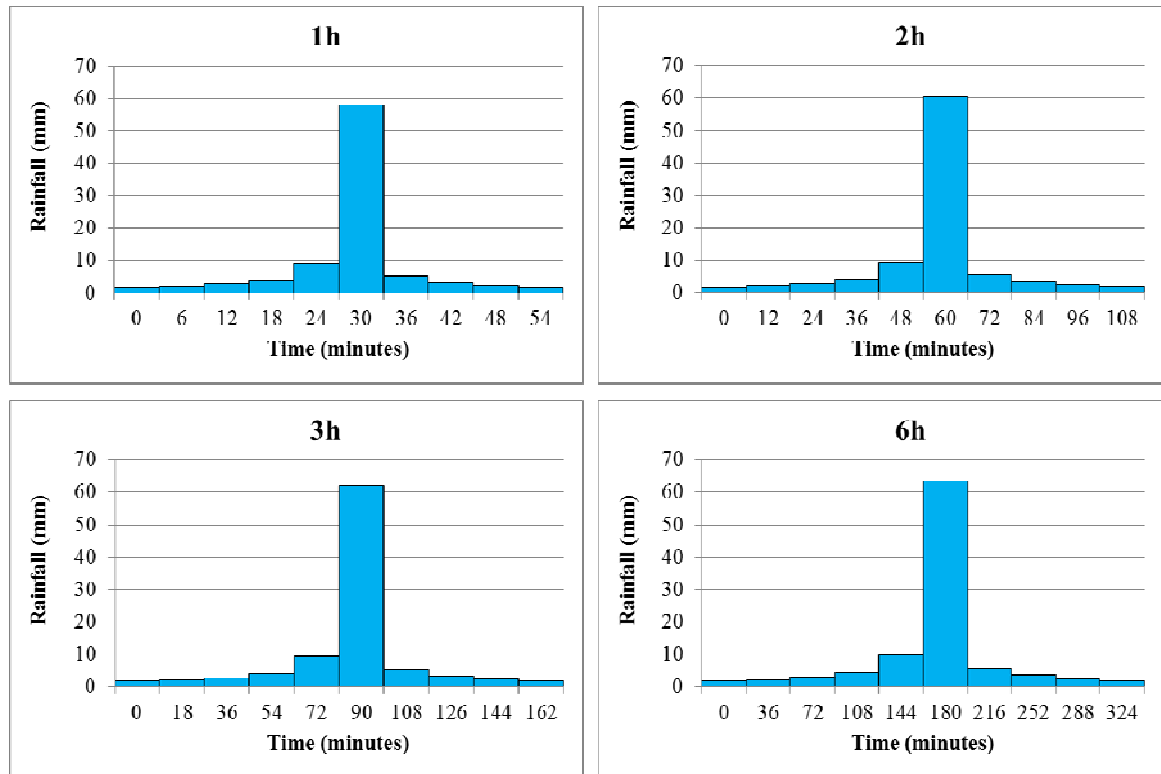 1h
70
60
50
40
30
20
10
0
Rainfall (mm)
0 6 12 18 24 30 36 42 48 54
Time (minutes)
2h
70
60
50
40
30
20
10
0
Rainfall (mm)
0 12 24 36 48 60 72 84 96 108
Time (minutes)
3h
70
60
50
40
30
20
10
0
Rainfall (mm)
0 18 36 54 72 90 108 126 144 162
Time (minutes)
6h
70
60
50
40
30
20
10
0
Rainfall (mm)
0 36 72 108 144 180 216 252 288 324
Time (minutes)